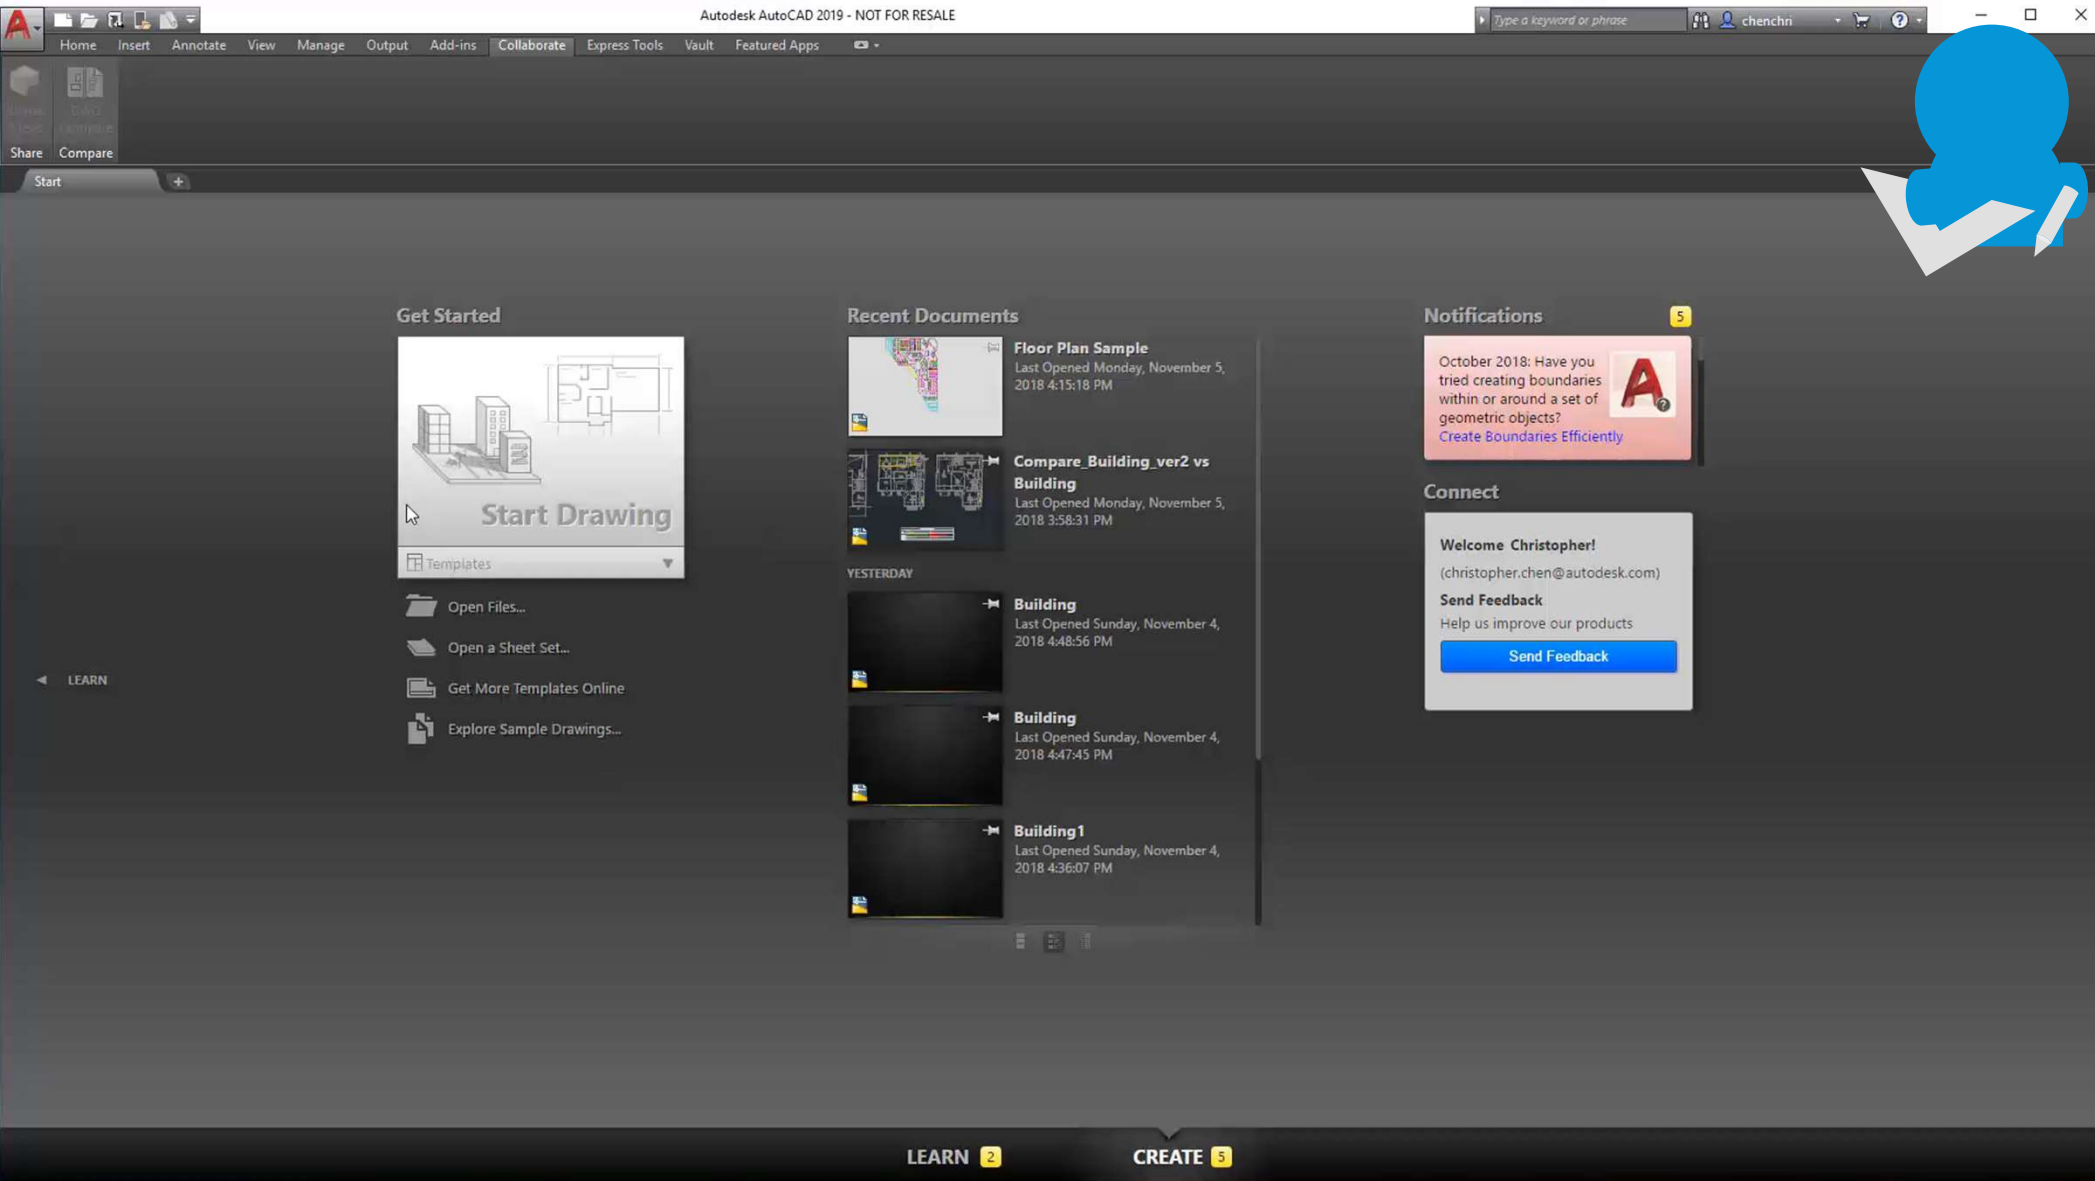 Autodesk AutoCAD 2019 - NOT FOR RESALE
Type a keyword or phrase
chenchri
Home Insert Annotate View Manage Output Add-ins Collaborate Express Tools Vault Featured Apps
Share Compare
Start
Get Started
Start Drawing
Templates
Open Files...
Open a Sheet Set...
Get More Templates Online
Explore Sample Drawings...
LEARN
Recent Documents
Floor Plan Sample
Last Opened Monday, November 5,
2018 4:15:18 PM
Compare_Building_ver2 vs
Building
Last Opened Monday, November 5,
2018 3:58:31 PM
YESTERDAY
Building
Last Opened Sunday, November 4,
2018 4:48:56 PM
Building
Last Opened Sunday, November 4,
2018 4:47:45 PM
Building1
Last Opened Sunday, November 4,
2018 4:36:07 PM
Notifications 5
October 2018: Have you
tried creating boundaries
within or around a set of
geometric objects?
Create Boundaries Efficiently
Connect
Welcome Christopher!
(christopher.chen@autodesk.com)
Send Feedback
Help us improve our products
Send Feedback
LEARN 2
CREATE 5